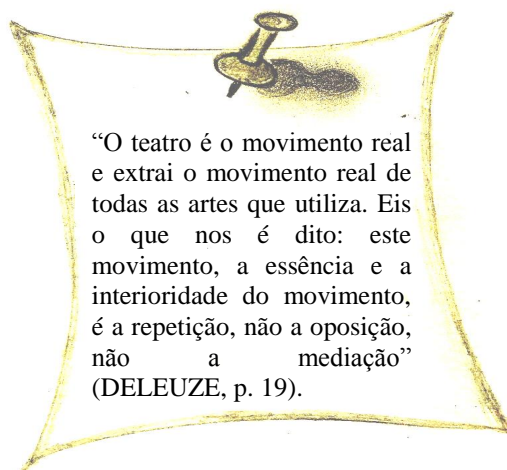 “O teatro é o movimento real
e extrai o movimento real de
todas as artes que utiliza. Eis
o que nos é dito: este
movimento, a essência e a
interioridade do movimento,
é a repetição, não a oposição,
não a mediação”
(DELEUZE, p. 19).